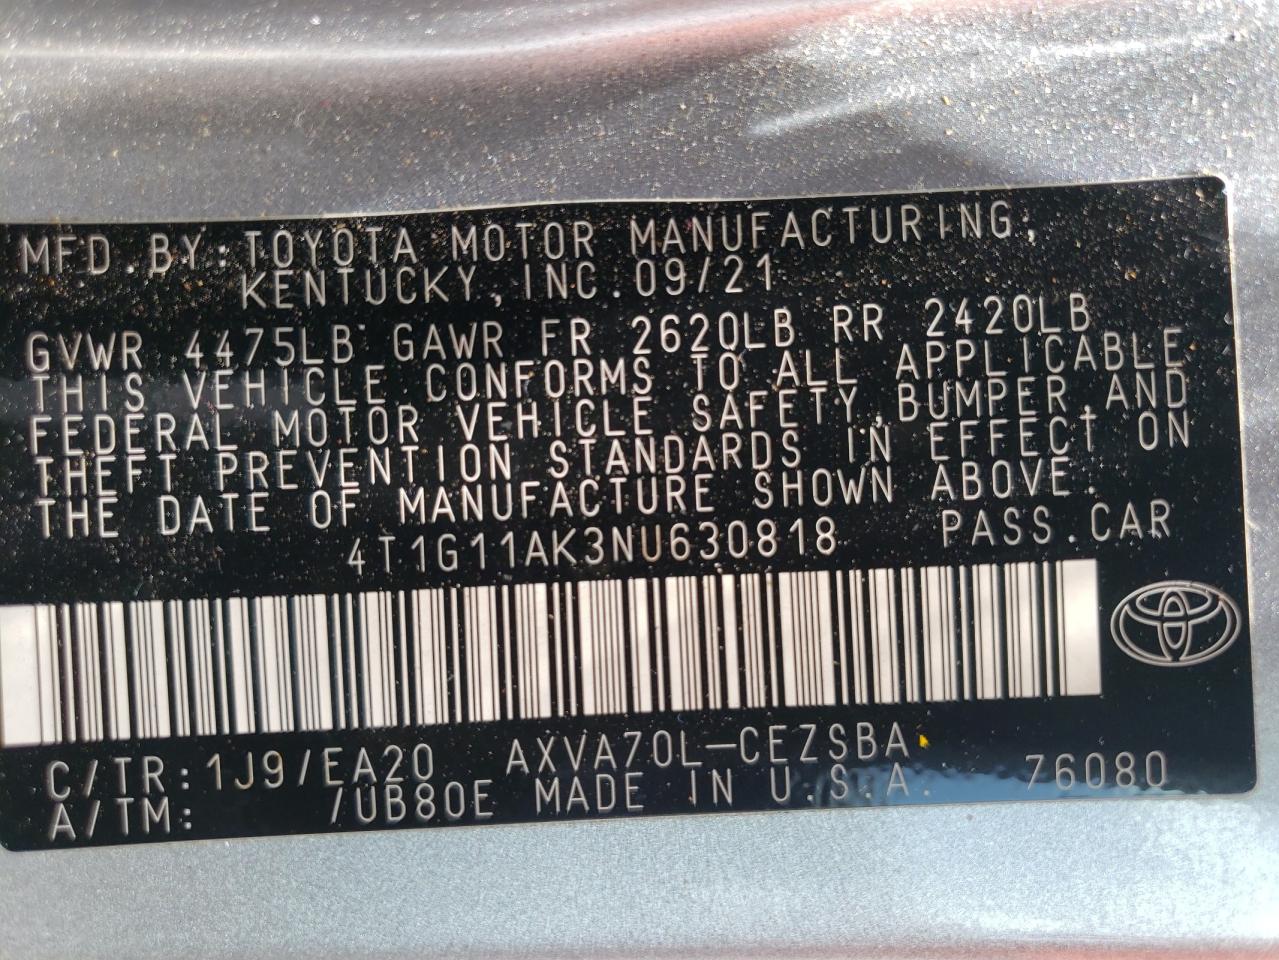 MFD.BY:TOYOTA MOTOR MANUFACTURING,
KENTUCKY, INC. 09/21
GVWR 4475LB GAWR FR 2620LB RR 2420LB
THIS VEHICLE CONFORMS TO ALL APPLICABLE
FEDERAL MOTOR VEHICLE SAFETY,BUMPER,AND
THEFT PREVENTION STANDARDS IN EFFECT ON
THE DATE OF MANUFACTURE SHOWN ABOVE.
4T1G11AK3NU630818 PASS.CAR
C/TR:1J9/EA20 AXVA70L-CEZSBA
A/TM: /UB80E MADE IN U.S.A. 76080